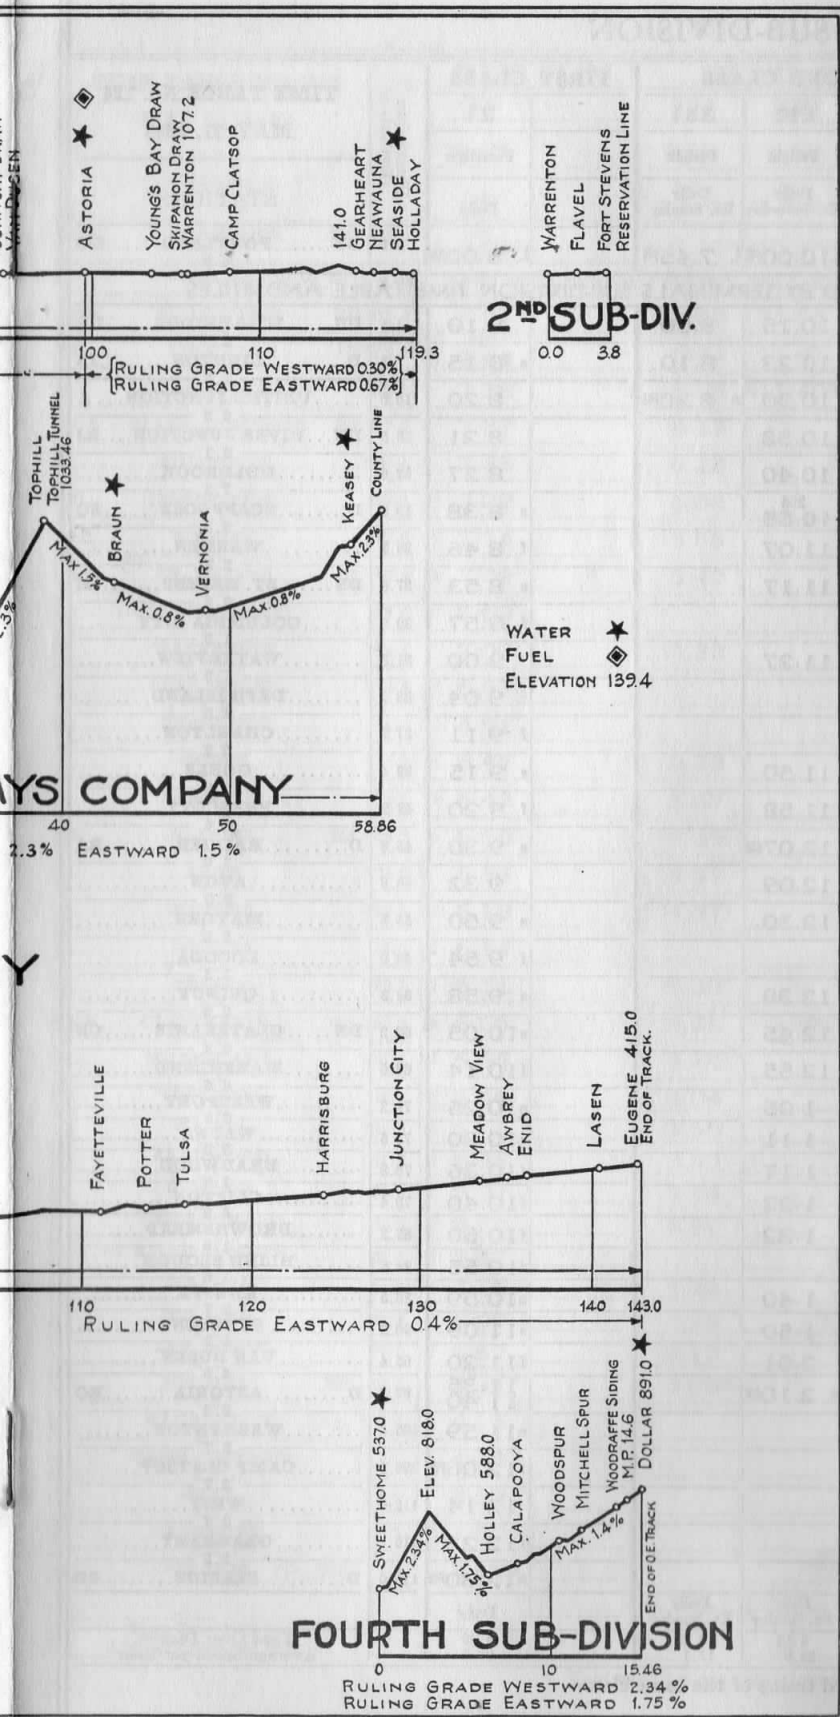 VAN DUSEN
ASTORIA
YOUNG'S BAY DRAW
SKIPANON DRAW
WARRENTON 107.2
CAMP CLATSOP
141.0
GEARHEART
NEAWAUNA
SEASIDE
HOLLADAY
WARRENTON
FLAVEL
FORT STEVENS
RESERVATION LINE
2ND SUB-DIV.
100
110
119.3
0.0
3.8
RULING GRADE WESTWARD 0.30%
RULING GRADE EASTWARD 0.67%
TOPHILL
TOPHILL TUNNEL
1033.46
BRAUN
VERNONIA
KEASEY
COUNTY LINE
2.3%
MAX 1.5%
MAX. 0.8%
MAX. 0.8%
MAX. 2.3%
WATER
FUEL
ELEVATION 139.4
AYS COMPANY
40
50
58.86
2.3% EASTWARD 1.5%
Y
FAYETTEVILLE
POTTER
TULSA
HARRISBURG
JUNCTION CITY
MEADOW VIEW
AWBREY
ENID
LASEN
EUGENE 415.0
END OF TRACK.
110
120
130
140
143.0
RULING GRADE EASTWARD 0.4%
SWEETHOME 537.0
ELEV. 818.0
HOLLEY 588.0
CALAPOOYA
WOODSPUR
MITCHELL SPUR
WOODRAFFE SIDING
M.P. 14.6
DOLLAR 891.0
MAX. 2.34%
MAX. 1.75%
MAX. 1.4%
END OF O.E. TRACK
FOURTH SUB-DIVISION
0
10
15.46
RULING GRADE WESTWARD 2.34%
RULING GRADE EASTWARD 1.75%